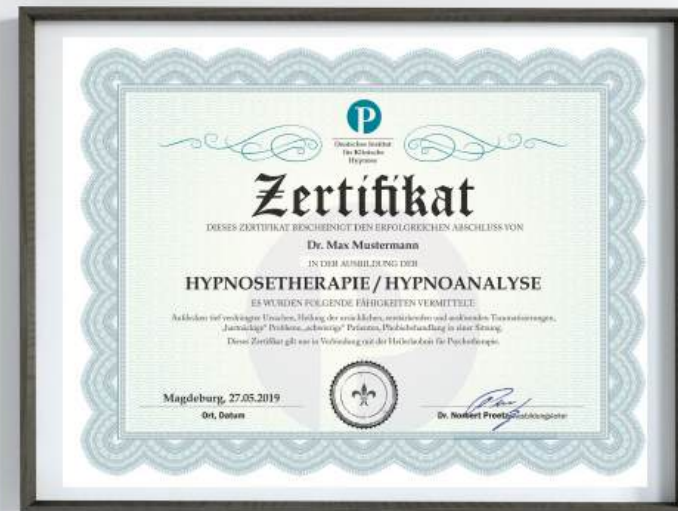 P
Deutsches Institut
für Klinische
Hypnose
Zertifikat
DIESES ZERTIFIKAT BESCHEINIGT DEN ERFOLGREICHEN ABSCHLUSS VON
Dr. Max Mustermann
IN DER AUSBILDUNG DER
HYPNOSETHERAPIE / HYPNOANALYSE
ES WURDEN FOLGENDE FÄHIGKEITEN VERMITTELT:
Aufdecken tief verdrängter Ursachen, Heilung der ursächlichen, verstärkenden und auslösenden Traumatisierungen,
„hartnäckige" Probleme, „schwierige" Patienten, Phobiebehandlung in einer Sitzung.
Dieses Zertifikat gilt nur in Verbindung mit der Heilerlaubnis für Psychotherapie.
Magdeburg, 27.05.2019
Ort, Datum
Dr. Norbert Preetz, Ausbildungsleiter